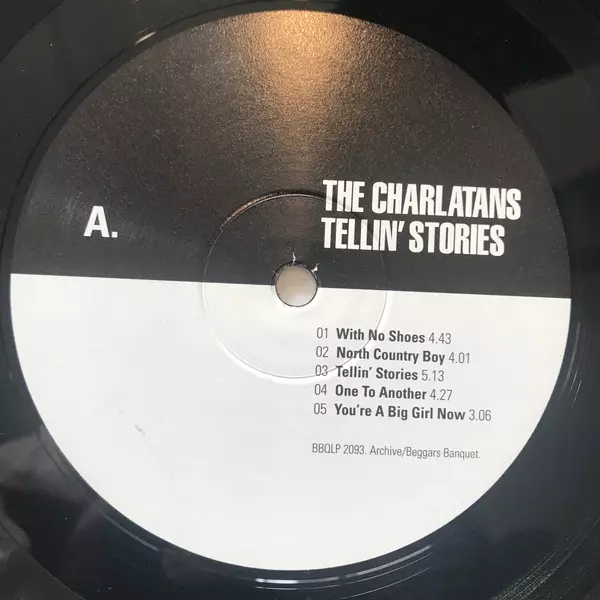 A.
THE CHARLATANS
TELLIN' STORIES
01 With No Shoes 4.43
02 North Country Boy 4.01
03 Tellin' Stories 5.13
04 One To Another 4.27
05 You're A Big Girl Now 3.06
BBQLP 2093. Archive/Beggars Banquet.